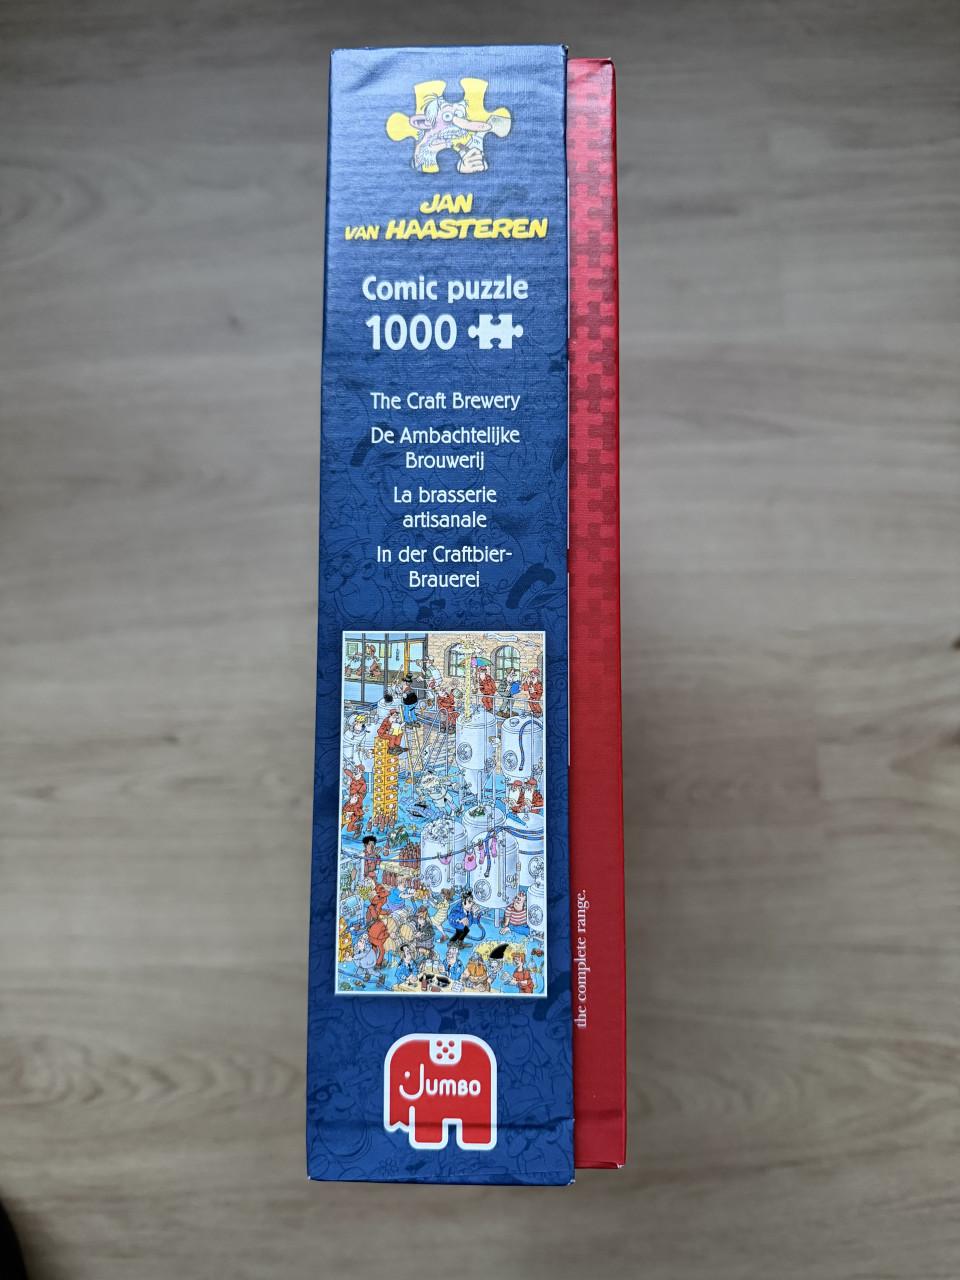 JAN
VAN HAASTEREN
Comic puzzle
1000
The Craft Brewery
De Ambachtelijke
Brouwerij
La brasserie
artisanale
In der Craftbier-
Brauerei
JUMBO
the complete range.